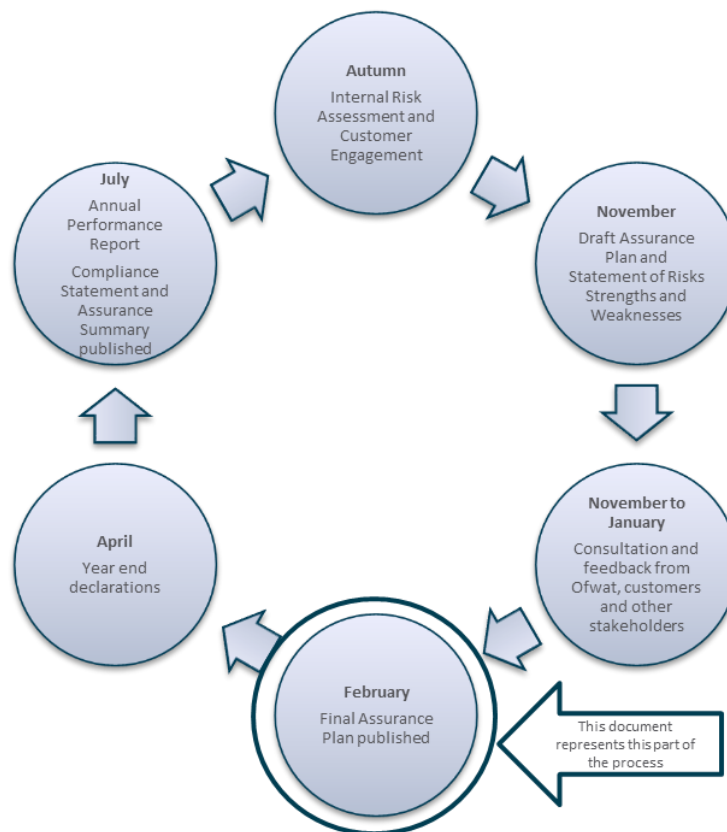 Autumn
Internal Risk
Assessment and
Customer
Engagement
November
Draft Assurance
Plan and
Statement of Risks
Strengths and
Weaknesses
November to
January
Consultation and
feedback from
Ofwat, customers
and other
stakeholders
This document
represents this part of
the process
February
Final Assurance
Plan published
April
Year end
declarations
July
Annual
Performance
Report
Compliance
Statement and
Assurance
Summary
published